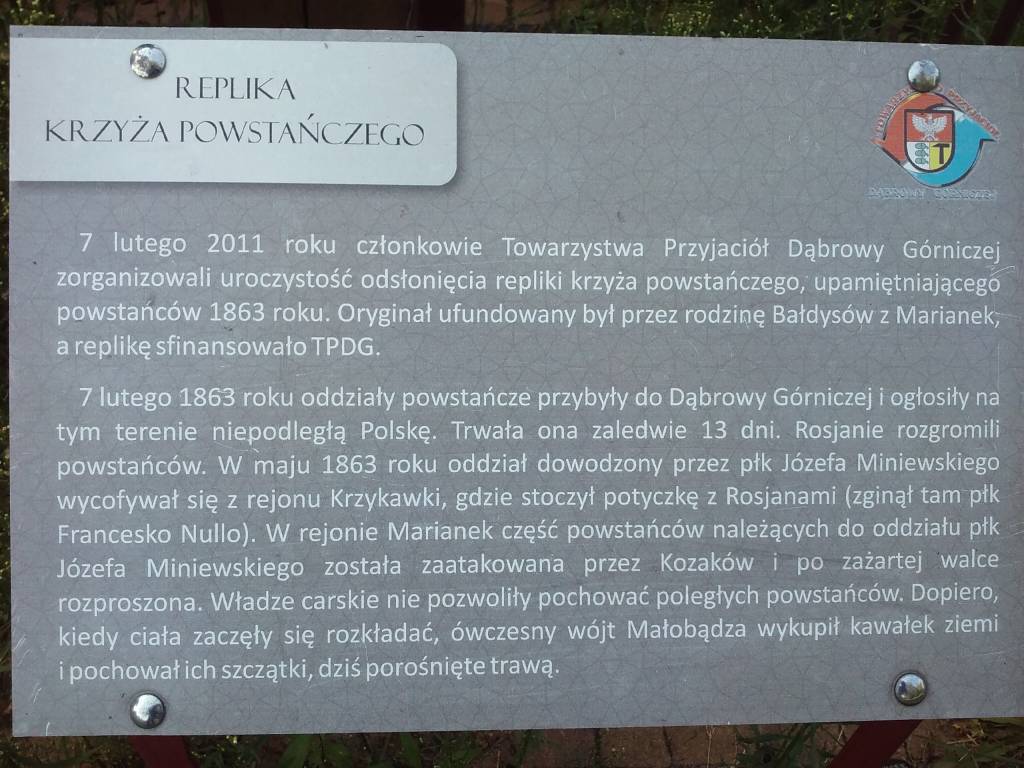 REPLIKA
KRZYŻA POWSTAŃCZEGO
TOWARZYSTWO PRZYJACIÓŁ
DĄBROWY GÓRNICZEJ
T
7 lutego 2011 roku członkowie Towarzystwa Przyjaciół Dąbrowy Górniczej
zorganizowali uroczystość odsłonięcia repliki krzyża powstańczego, upamiętniającego
powstańców 1863 roku. Oryginał ufundowany był przez rodzinę Bałdysów z Marianek,
a replikę sfinansowało TPDG.
7 lutego 1863 roku oddziały powstańcze przybyły do Dąbrowy Górniczej i ogłosiły na
tym terenie niepodległą Polskę. Trwała ona zaledwie 13 dni. Rosjanie rozgromili
powstańców. W maju 1863 roku oddział dowodzony przez płk Józefa Miniewskiego
wycofywał się z rejonu Krzykawki, gdzie stoczył potyczkę z Rosjanami (zginął tam płk
Francesko Nullo). W rejonie Marianek część powstańców należących do oddziału płk
Józefa Miniewskiego została zaatakowana przez Kozaków i po zażartej walce
rozproszona. Władze carskie nie pozwoliły pochować poległych powstańców. Dopiero,
kiedy ciała zaczęły się rozkładać, ówczesny wójt Małobądza wykupił kawałek ziemi
i pochował ich szczątki, dziś porośnięte trawą.